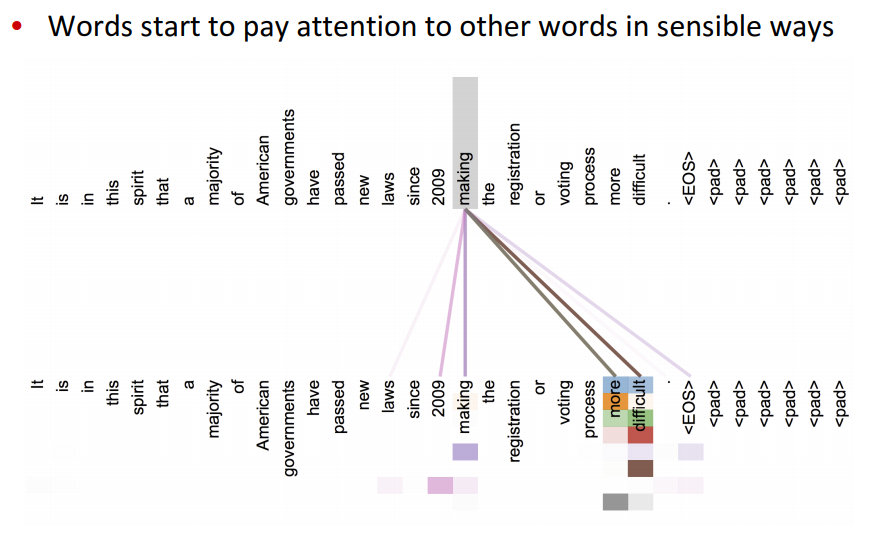 • Words start to pay attention to other words in sensible ways
It is in this spirit that a majority of American governments have passed new laws since 2009 making the registration or voting process more difficult . <EOS> <pad> <pad> <pad> <pad> <pad> <pad>
It is in this spirit that a majority of American governments have passed new laws since 2009 making the registration or voting process more difficult . <EOS> <pad> <pad> <pad> <pad> <pad> <pad>